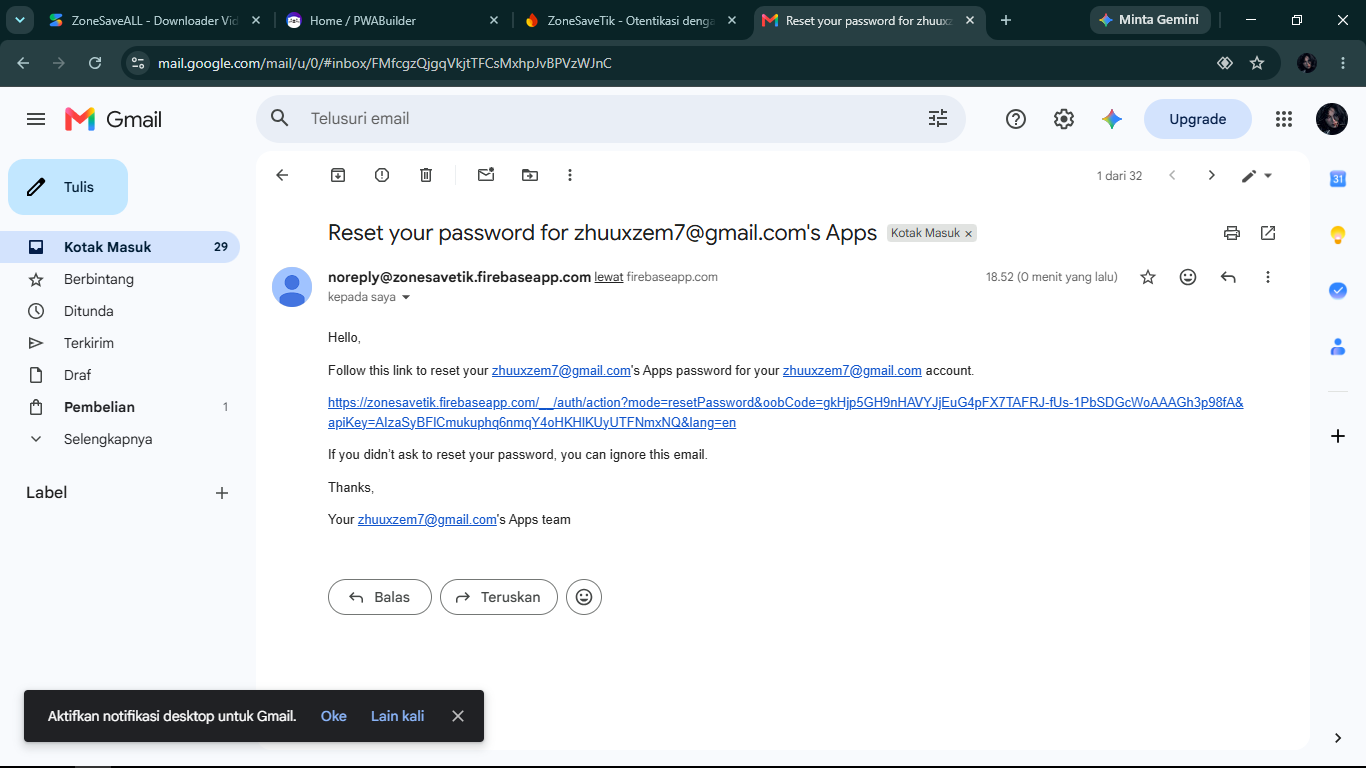 ZoneSaveALL - Downloader Vid
Home / PWABuilder
ZoneSaveTik - Otentikasi denga
Reset your password for zhuuxz
Minta Gemini
mail.google.com/mail/u/0/#inbox/FMfcgzQjgqVkjtTFCsMxhpJvBPVzWJnC
Gmail
Telusuri email
Upgrade
Tulis
1 dari 32
Kotak Masuk 29
Berbintang
Ditunda
Terkirim
Draf
Pembelian 1
Selengkapnya
Label
Reset your password for zhuuxzem7@gmail.com's Apps
Kotak Masuk
noreply@zonesavetik.firebaseapp.com lewat firebaseapp.com
18.52 (0 menit yang lalu)
kepada saya
Hello,
Follow this link to reset your zhuuxzem7@gmail.com's Apps password for your zhuuxzem7@gmail.com account.
https://zonesavetik.firebaseapp.com/__/auth/action?mode=resetPassword&oobCode=gkHjp5GH9nHAVYJjEuG4pFX7TAFRJ-fUs-1PbSDGcWoAAAGh3p98fA&
apiKey=AIzaSyBFICmukuphq6nmqY4oHKHlKUyUTFNmxNQ&lang=en
If you didn't ask to reset your password, you can ignore this email.
Thanks,
Your zhuuxzem7@gmail.com's Apps team
Balas
Teruskan
Aktifkan notifikasi desktop untuk Gmail. Oke Lain kali
31